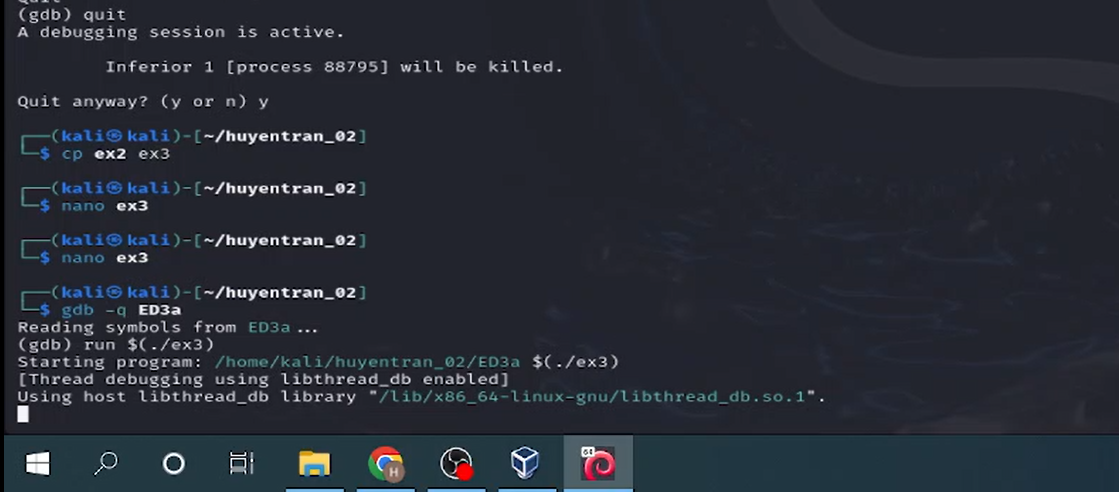 Quit
(gdb) quit
A debugging session is active.
Inferior 1 [process 88795] will be killed.
Quit anyway? (y or n) y
┌──(kali㉿kali)-[~/huyentran_02]
└─$ cp ex2 ex3
┌──(kali㉿kali)-[~/huyentran_02]
└─$ nano ex3
┌──(kali㉿kali)-[~/huyentran_02]
└─$ nano ex3
┌──(kali㉿kali)-[~/huyentran_02]
└─$ gdb -q ED3a
Reading symbols from ED3a...
(gdb) run $(./ex3)
Starting program: /home/kali/huyentran_02/ED3a $(./ex3)
[Thread debugging using libthread_db enabled]
Using host libthread_db library "/lib/x86_64-linux-gnu/libthread_db.so.1".
H
64